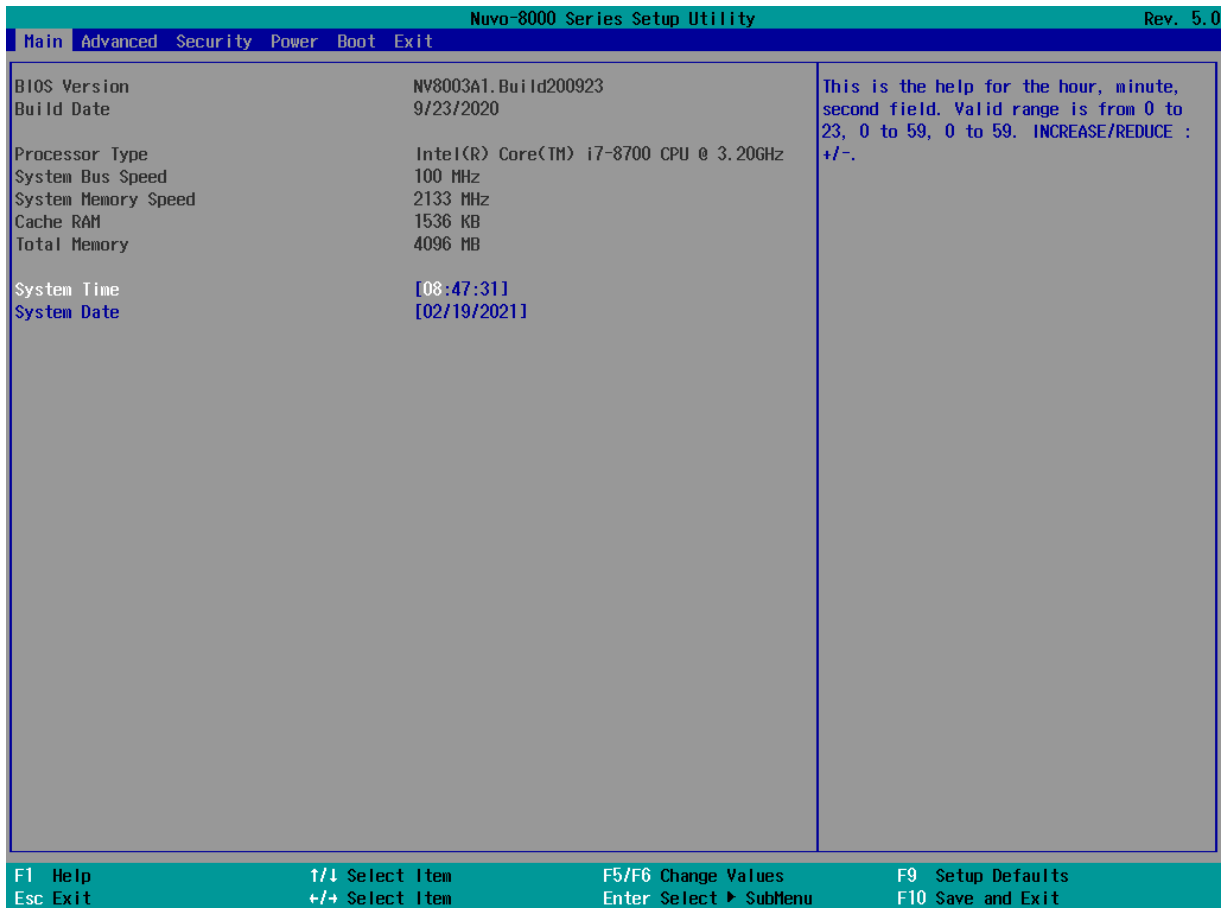 Nuvo-8000 Series Setup Utility Rev. 5.0
Main Advanced Security Power Boot Exit
BIOS Version NV8003A1.Build200923
Build Date 9/23/2020
Processor Type Intel(R) Core(TM) i7-8700 CPU @ 3.20GHz
System Bus Speed 100 MHz
System Memory Speed 2133 MHz
Cache RAM 1536 KB
Total Memory 4096 MB
System Time [08:47:31]
System Date [02/19/2021]
This is the help for the hour, minute,
second field. Valid range is from 0 to
23, 0 to 59, 0 to 59. INCREASE/REDUCE :
+/-.
F1 Help ↑/↓ Select Item F5/F6 Change Values F9 Setup Defaults
Esc Exit ←/→ Select Item Enter Select ▶ SubMenu F10 Save and Exit